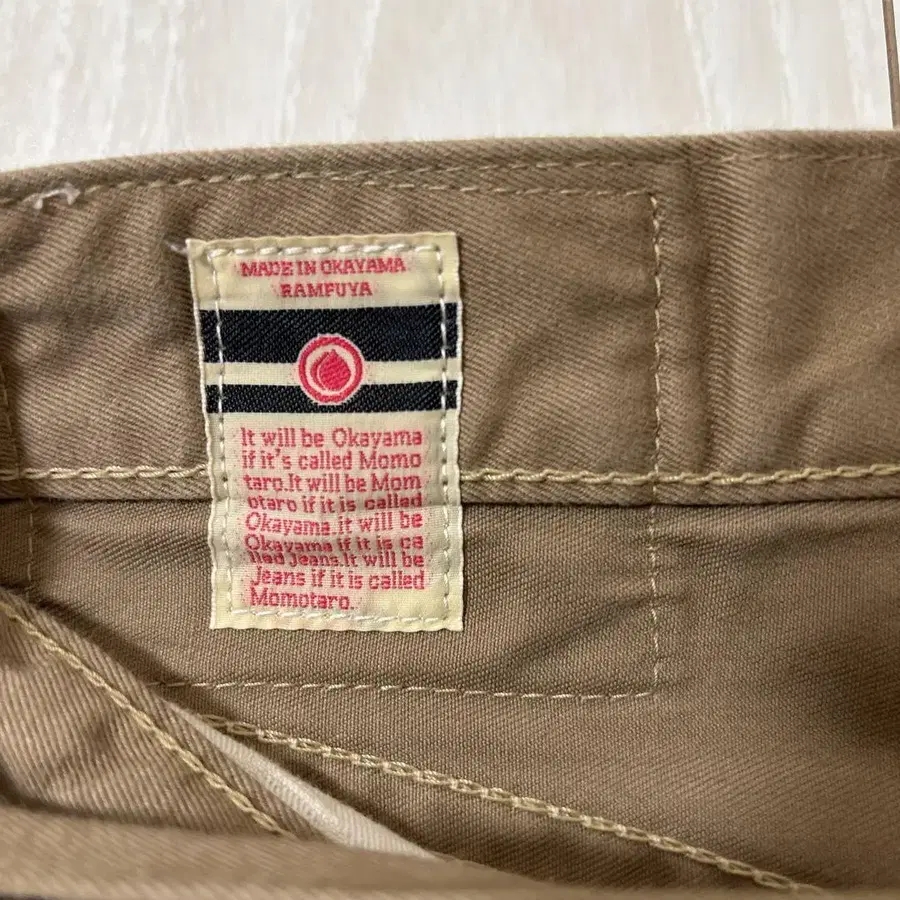 MADE IN OKAYAMA
RAMPUYA
It will be Okayama
if it's called Momo
taro.It will be Mom
otaro if it is called
Okayama.it will be
Okayama if it is ca
lled Jeans.It will be
Jeans if it is called
Momotaro.